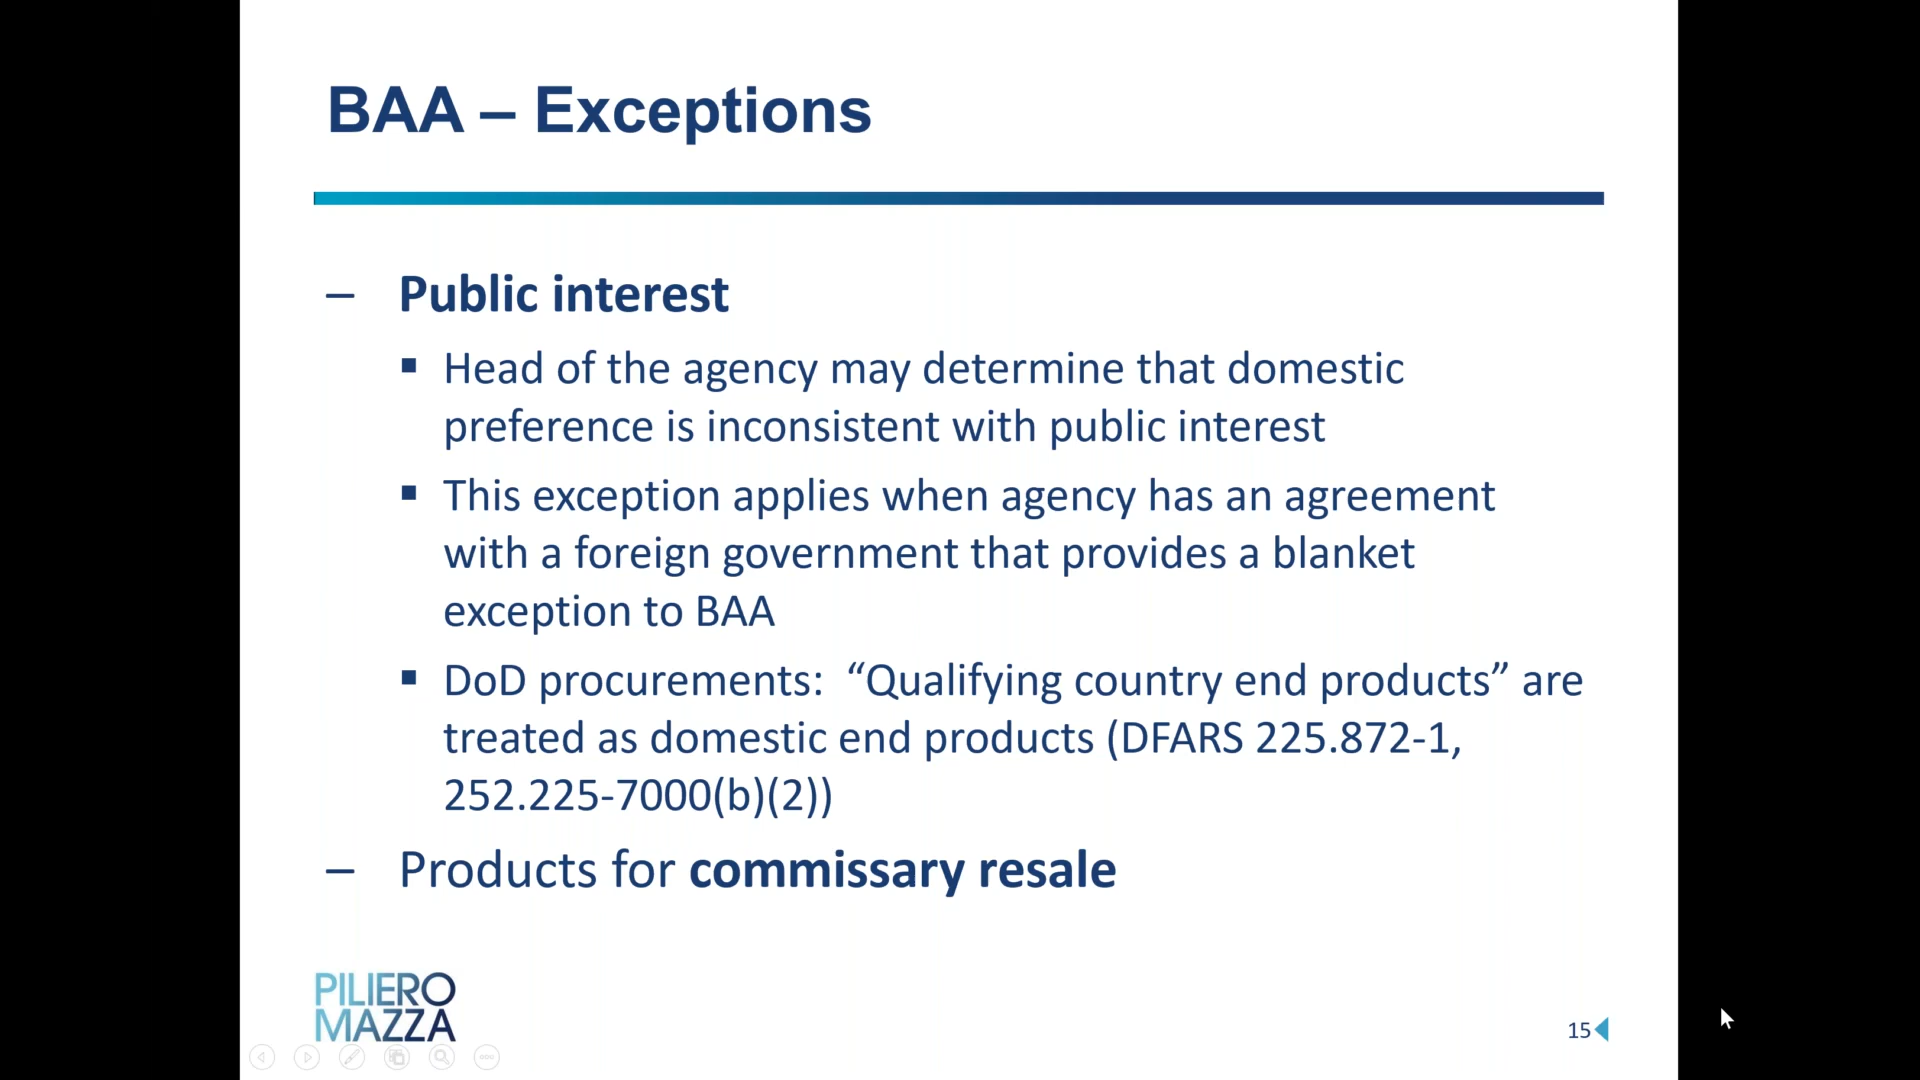 BAA – Exceptions
– Public interest
▪ Head of the agency may determine that domestic
preference is inconsistent with public interest
▪ This exception applies when agency has an agreement
with a foreign government that provides a blanket
exception to BAA
▪ DoD procurements:  “Qualifying country end products” are
treated as domestic end products (DFARS 225.872-1,
252.225-7000(b)(2))
– Products for commissary resale
PILIERO
MAZZA
15